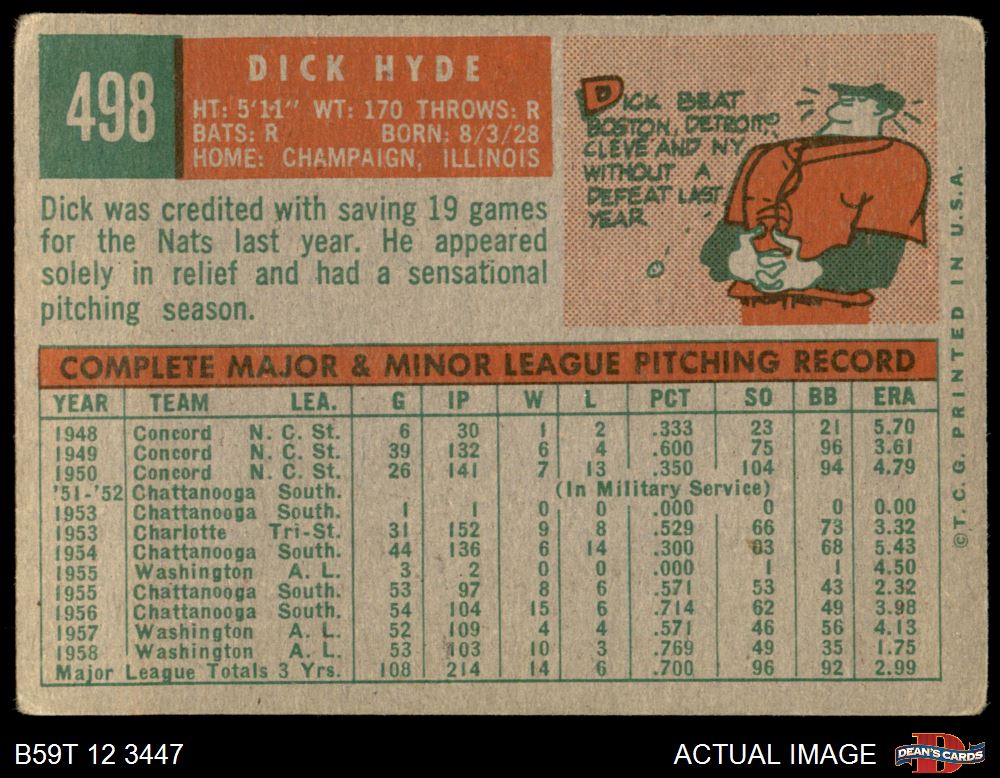 498
DICK HYDE
HT: 5'11" WT: 170 THROWS: R
BATS: R BORN: 8/3/28
HOME: CHAMPAIGN, ILLINOIS
DICK BEAT
BOSTON, DETROIT,
CLEVE AND NY
WITHOUT A
DEFEAT LAST
YEAR
Dick was credited with saving 19 games
for the Nats last year. He appeared
solely in relief and had a sensational
pitching season.
COMPLETE MAJOR & MINOR LEAGUE PITCHING RECORD
YEAR TEAM LEA. G IP W L PCT SO BB ERA
1948 Concord N. C. St. 6 30 1 2 .333 23 21 5.70
1949 Concord N. C. St. 39 132 6 4 .600 75 96 3.61
1950 Concord N. C. St. 26 141 7 13 .350 104 94 4.79
'51-'52 Chattanooga South. (In Military Service)
1953 Chattanooga South. 1 1 0 0 .000 0 0 0.00
1953 Charlotte Tri-St. 31 152 9 8 .529 66 73 3.32
1954 Chattanooga South. 44 136 6 14 .300 63 68 5.43
1955 Washington A. L. 3 2 0 0 .000 1 1 4.50
1955 Chattanooga South. 53 97 8 6 .571 53 43 2.32
1956 Chattanooga South. 54 104 15 6 .714 62 49 3.98
1957 Washington A. L. 52 109 4 4 .571 46 56 4.13
1958 Washington A. L. 53 103 10 3 .769 49 35 1.75
Major League Totals 3 Yrs. 108 214 14 6 .700 96 92 2.99
©T. C. G. PRINTED IN U.S.A.
B59T 12 3447
ACTUAL IMAGE
D
DEAN'S CARDS